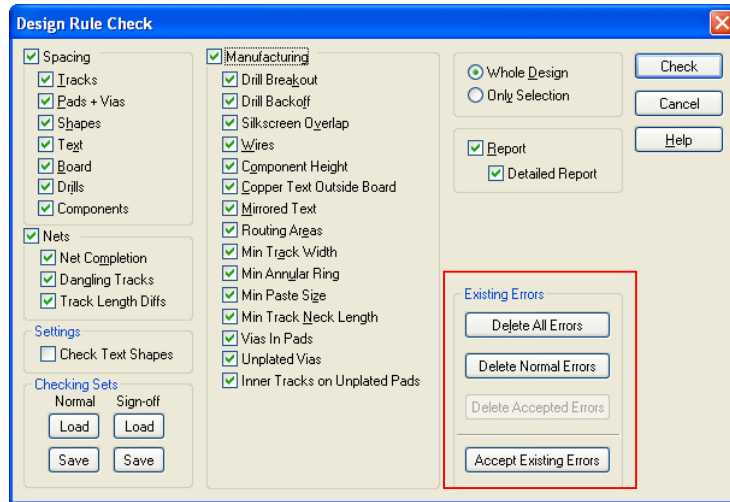 Design Rule Check
Spacing
Tracks
Pads + Vias
Shapes
Text
Board
Drills
Components
Nets
Net Completion
Dangling Tracks
Track Length Diffs
Settings
Check Text Shapes
Checking Sets
Normal Sign-off
Load Load
Save Save
Manufacturing
Drill Breakout
Drill Backoff
Silkscreen Overlap
Wires
Component Height
Copper Text Outside Board
Mirrored Text
Routing Areas
Min Track Width
Min Annular Ring
Min Paste Size
Min Track Neck Length
Vias In Pads
Unplated Vias
Inner Tracks on Unplated Pads
Whole Design
Only Selection
Report
Detailed Report
Existing Errors
Delete All Errors
Delete Normal Errors
Delete Accepted Errors
Accept Existing Errors
Check
Cancel
Help